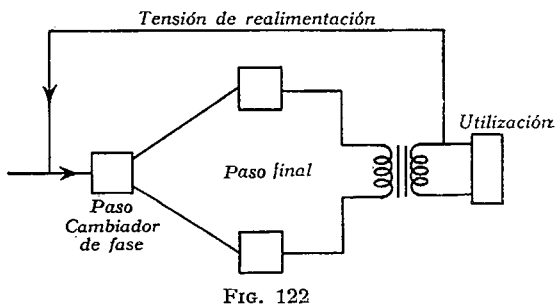 Tensión de realimentación
Utilización
Paso final
Paso
Cambiador
de fase
FIG. 122